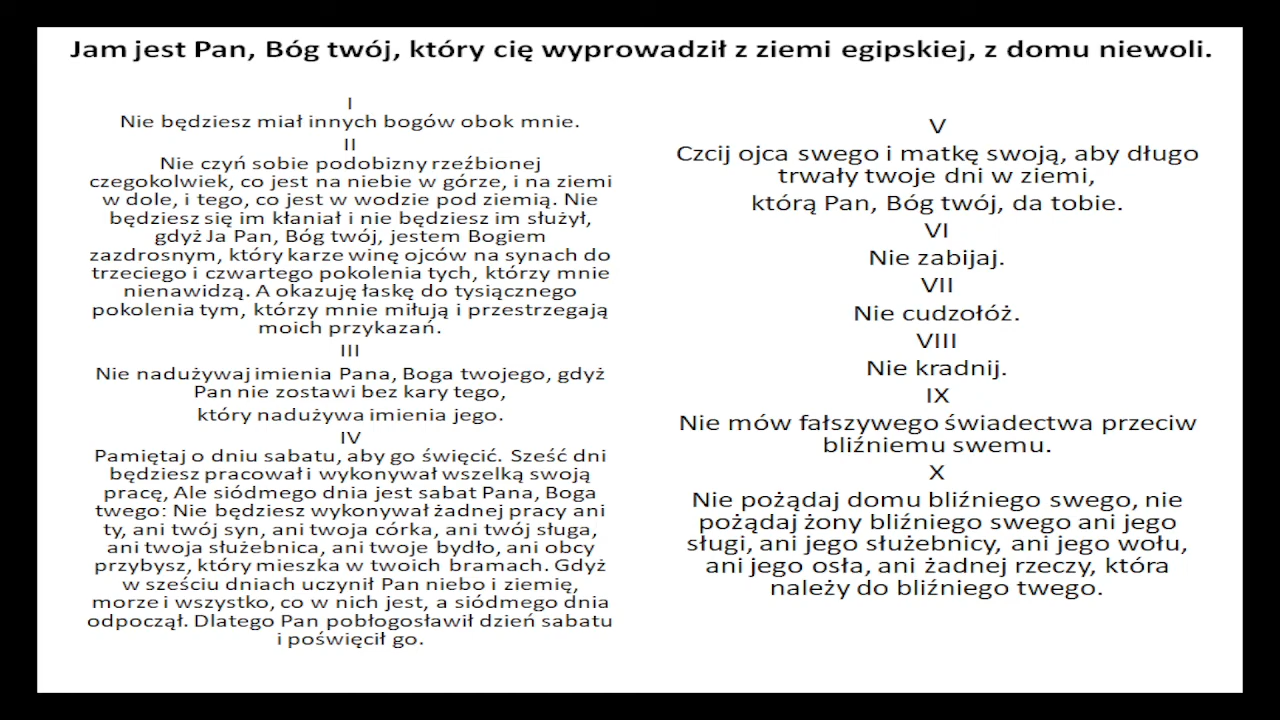 Jam jest Pan, Bóg twój, który cię wyprowadził z ziemi egipskiej, z domu niewoli.
I
Nie będziesz miał innych bogów obok mnie.
II
Nie czyń sobie podobizny rzeźbionej
czegokolwiek, co jest na niebie w górze, i na ziemi
w dole, i tego, co jest w wodzie pod ziemią. Nie
będziesz się im kłaniał i nie będziesz im służył,
gdyż Ja Pan, Bóg twój, jestem Bogiem
zazdrosnym, który karze winę ojców na synach do
trzeciego i czwartego pokolenia tych, którzy mnie
nienawidzą. A okazuję łaskę do tysiącznego
pokolenia tym, którzy mnie miłują i przestrzegają
moich przykazań.
III
Nie nadużywaj imienia Pana, Boga twojego, gdyż
Pan nie zostawi bez kary tego,
który nadużywa imienia jego.
IV
Pamiętaj o dniu sabatu, aby go święcić. Sześć dni
będziesz pracował i wykonywał wszelką swoją
pracę, Ale siódmego dnia jest sabat Pana, Boga
twego: Nie będziesz wykonywał żadnej pracy ani
ty, ani twój syn, ani twoja córka, ani twój sługa,
ani twoja służebnica, ani twoje bydło, ani obcy
przybysz, który mieszka w twoich bramach. Gdyż
w sześciu dniach uczynił Pan niebo i ziemię,
morze i wszystko, co w nich jest, a siódmego dnia
odpoczął. Dlatego Pan pobłogosławił dzień sabatu
i poświęcił go.
V
Czcij ojca swego i matkę swoją, aby długo
trwały twoje dni w ziemi,
którą Pan, Bóg twój, da tobie.
VI
Nie zabijaj.
VII
Nie cudzołóż.
VIII
Nie kradnij.
IX
Nie mów fałszywego świadectwa przeciw
bliźniemu swemu.
X
Nie pożądaj domu bliźniego swego, nie
pożądaj żony bliźniego swego ani jego
sługi, ani jego służebnicy, ani jego wołu,
ani jego osła, ani żadnej rzeczy, która
należy do bliźniego twego.